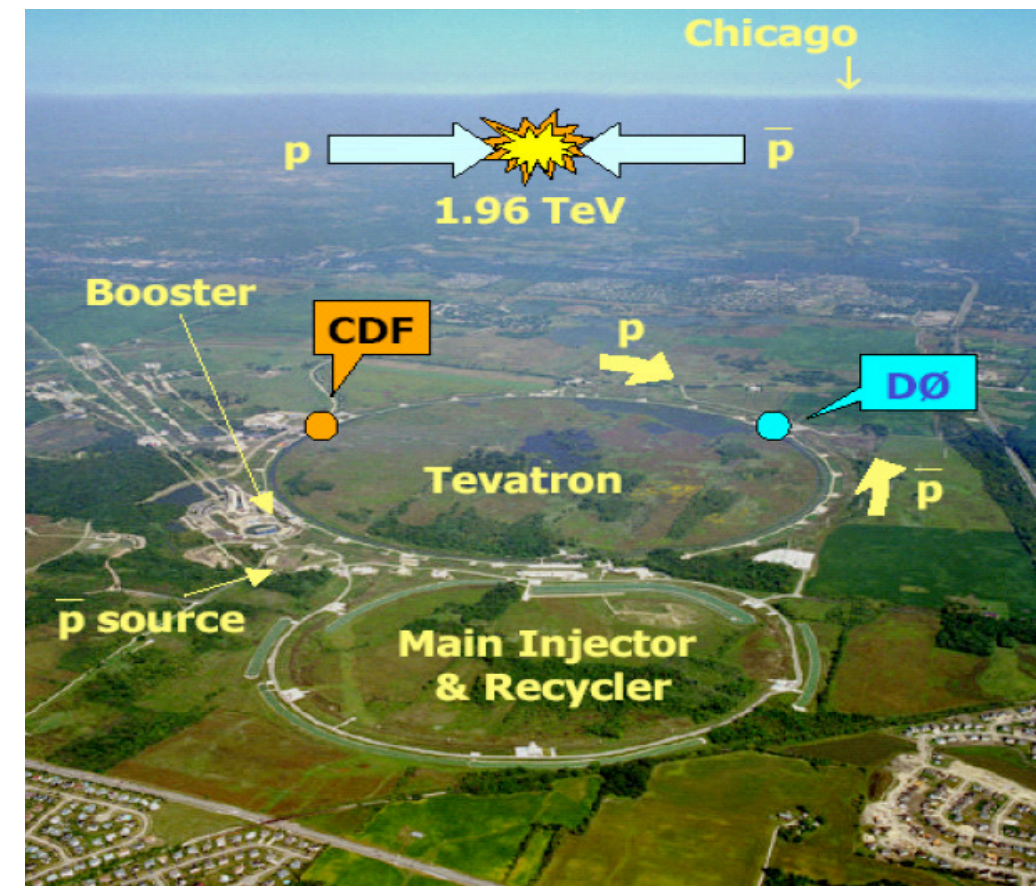 Chicago
↓
p
p̅
1.96 TeV
Booster
CDF
p
DØ
Tevatron
p̅
p̅ source
Main Injector
& Recycler